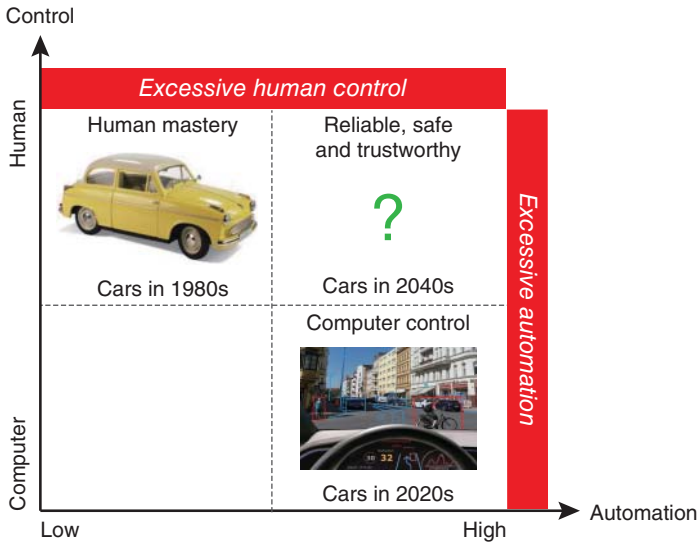 Control
Human
Excessive human control
Human mastery
Reliable, safe
and trustworthy
?
Cars in 1980s
Cars in 2040s
Excessive automation
Computer control
32
Cars in 2020s
Computer
Low
High
Automation